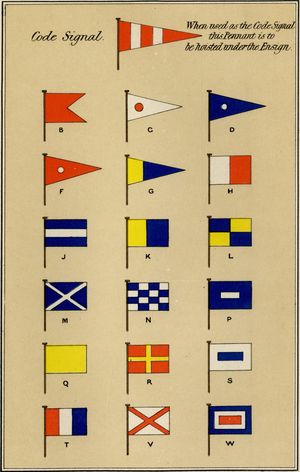 Code Signal.
When used as the Code Signal
this Pennant is to
be hoisted under the Ensign.
B C D
F G H
J K L
M N P
Q R S
T V W